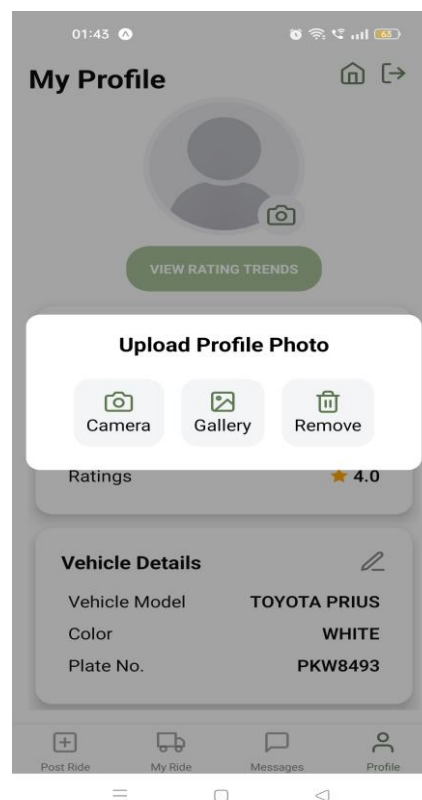 01:43
63
My Profile
VIEW RATING TRENDS
Upload Profile Photo
Camera Gallery Remove
Ratings 4.0
Vehicle Details
Vehicle Model TOYOTA PRIUS
Color WHITE
Plate No. PKW8493
Post Ride My Ride Messages Profile